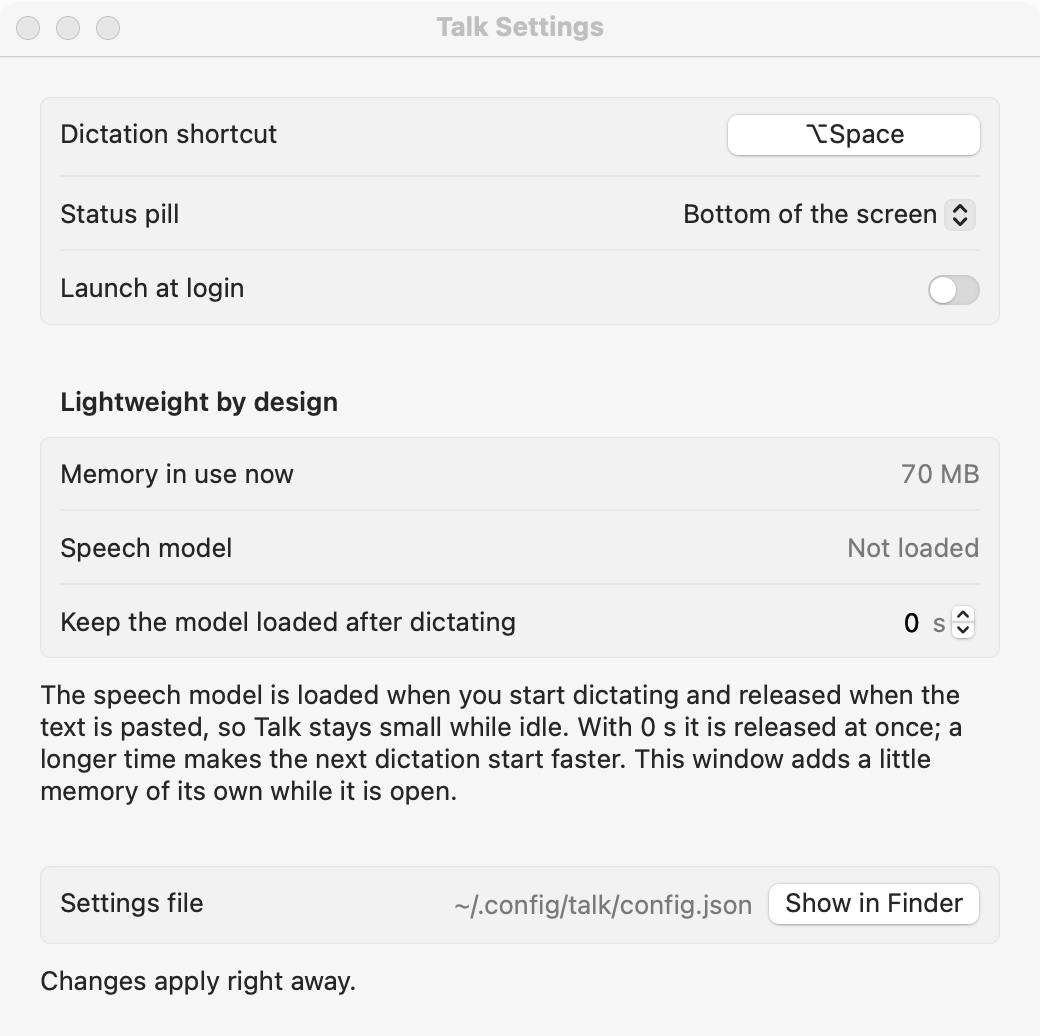 Talk Settings
Dictation shortcut ⌥Space
Status pill Bottom of the screen
Launch at login
Lightweight by design
Memory in use now 70 MB
Speech model Not loaded
Keep the model loaded after dictating 0 s
The speech model is loaded when you start dictating and released when the
text is pasted, so Talk stays small while idle. With 0 s it is released at once; a
longer time makes the next dictation start faster. This window adds a little
memory of its own while it is open.
Settings file ~/.config/talk/config.json Show in Finder
Changes apply right away.